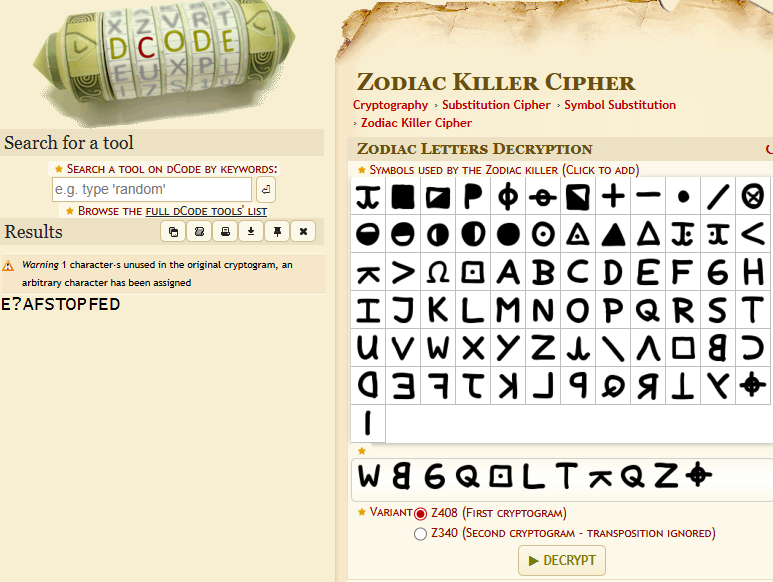 X Z V R T
D C O D E
E U X P L
Search for a tool
★ Search a tool on dCode by keywords:
e.g. type 'random'
★ Browse the full dCode tools' list
Results
Warning 1 character-s unused in the original cryptogram, an
arbitrary character has been assigned
E?AFSTOPFED
Zodiac Killer Cipher
Cryptography › Substitution Cipher › Symbol Substitution
› Zodiac Killer Cipher
Zodiac Letters Decryption
★ Symbols used by the Zodiac killer (Click to add)
A B C D E F 6 H
I J K L M N O P Q R S T
U V W X Y Z
★ Variant Z408 (First cryptogram)
Z340 (Second cryptogram - transposition ignored)
▶ DECRYPT